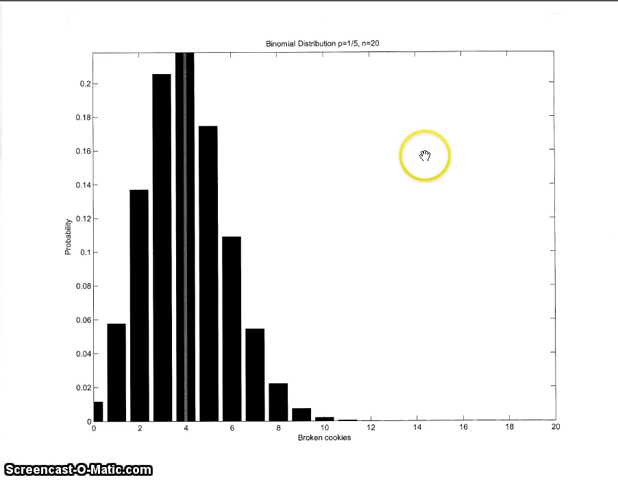 Binomial Distribution p=1/5, n=20
0.2
0.18
0.16
0.14
0.12
0.1
0.08
0.06
0.04
0.02
0
Probability
0 2 4 6 8 10 12 14 16 18 20
Broken cookies
Screencast-O-Matic.com